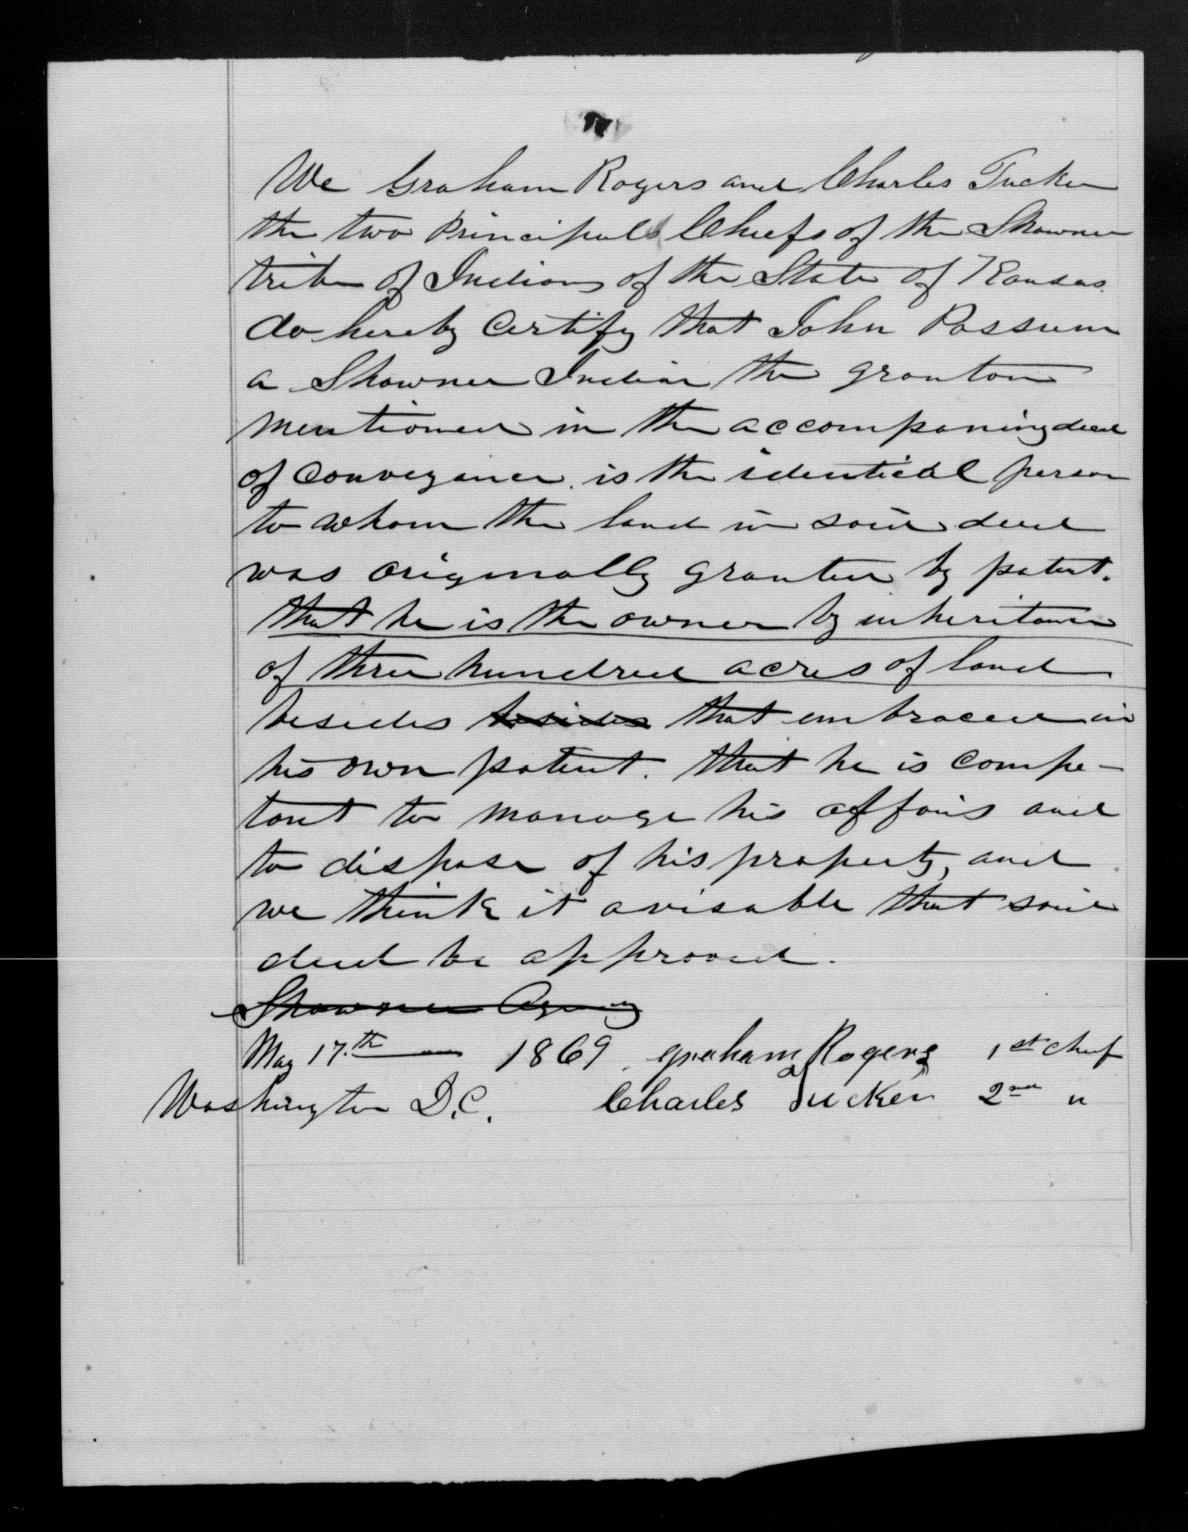 We Graham Rogers and Charles Tucker
the two Principals Chiefs of the Shawnee
tribe of Indians of the State of Kansas.
do hereby Certify that John Possum
a Shawnee Indian the grantor
mentioned in the accompaning deed
of conveyance. is the identical person
to whom the land in said deed
was originally granted by patent.
that he is the owner by inheritance
of three hundred acres of land
besides besides that embraced in
his own patent. that he is compe-
tant to manage his affairs and
to dispose of his property, and
we think it avisable that said
deed be approved.
Shawnee Agency
May 17th 1869 Graham Rogers 1st Chief
Washington D.C. Charles Tucker 2nd "